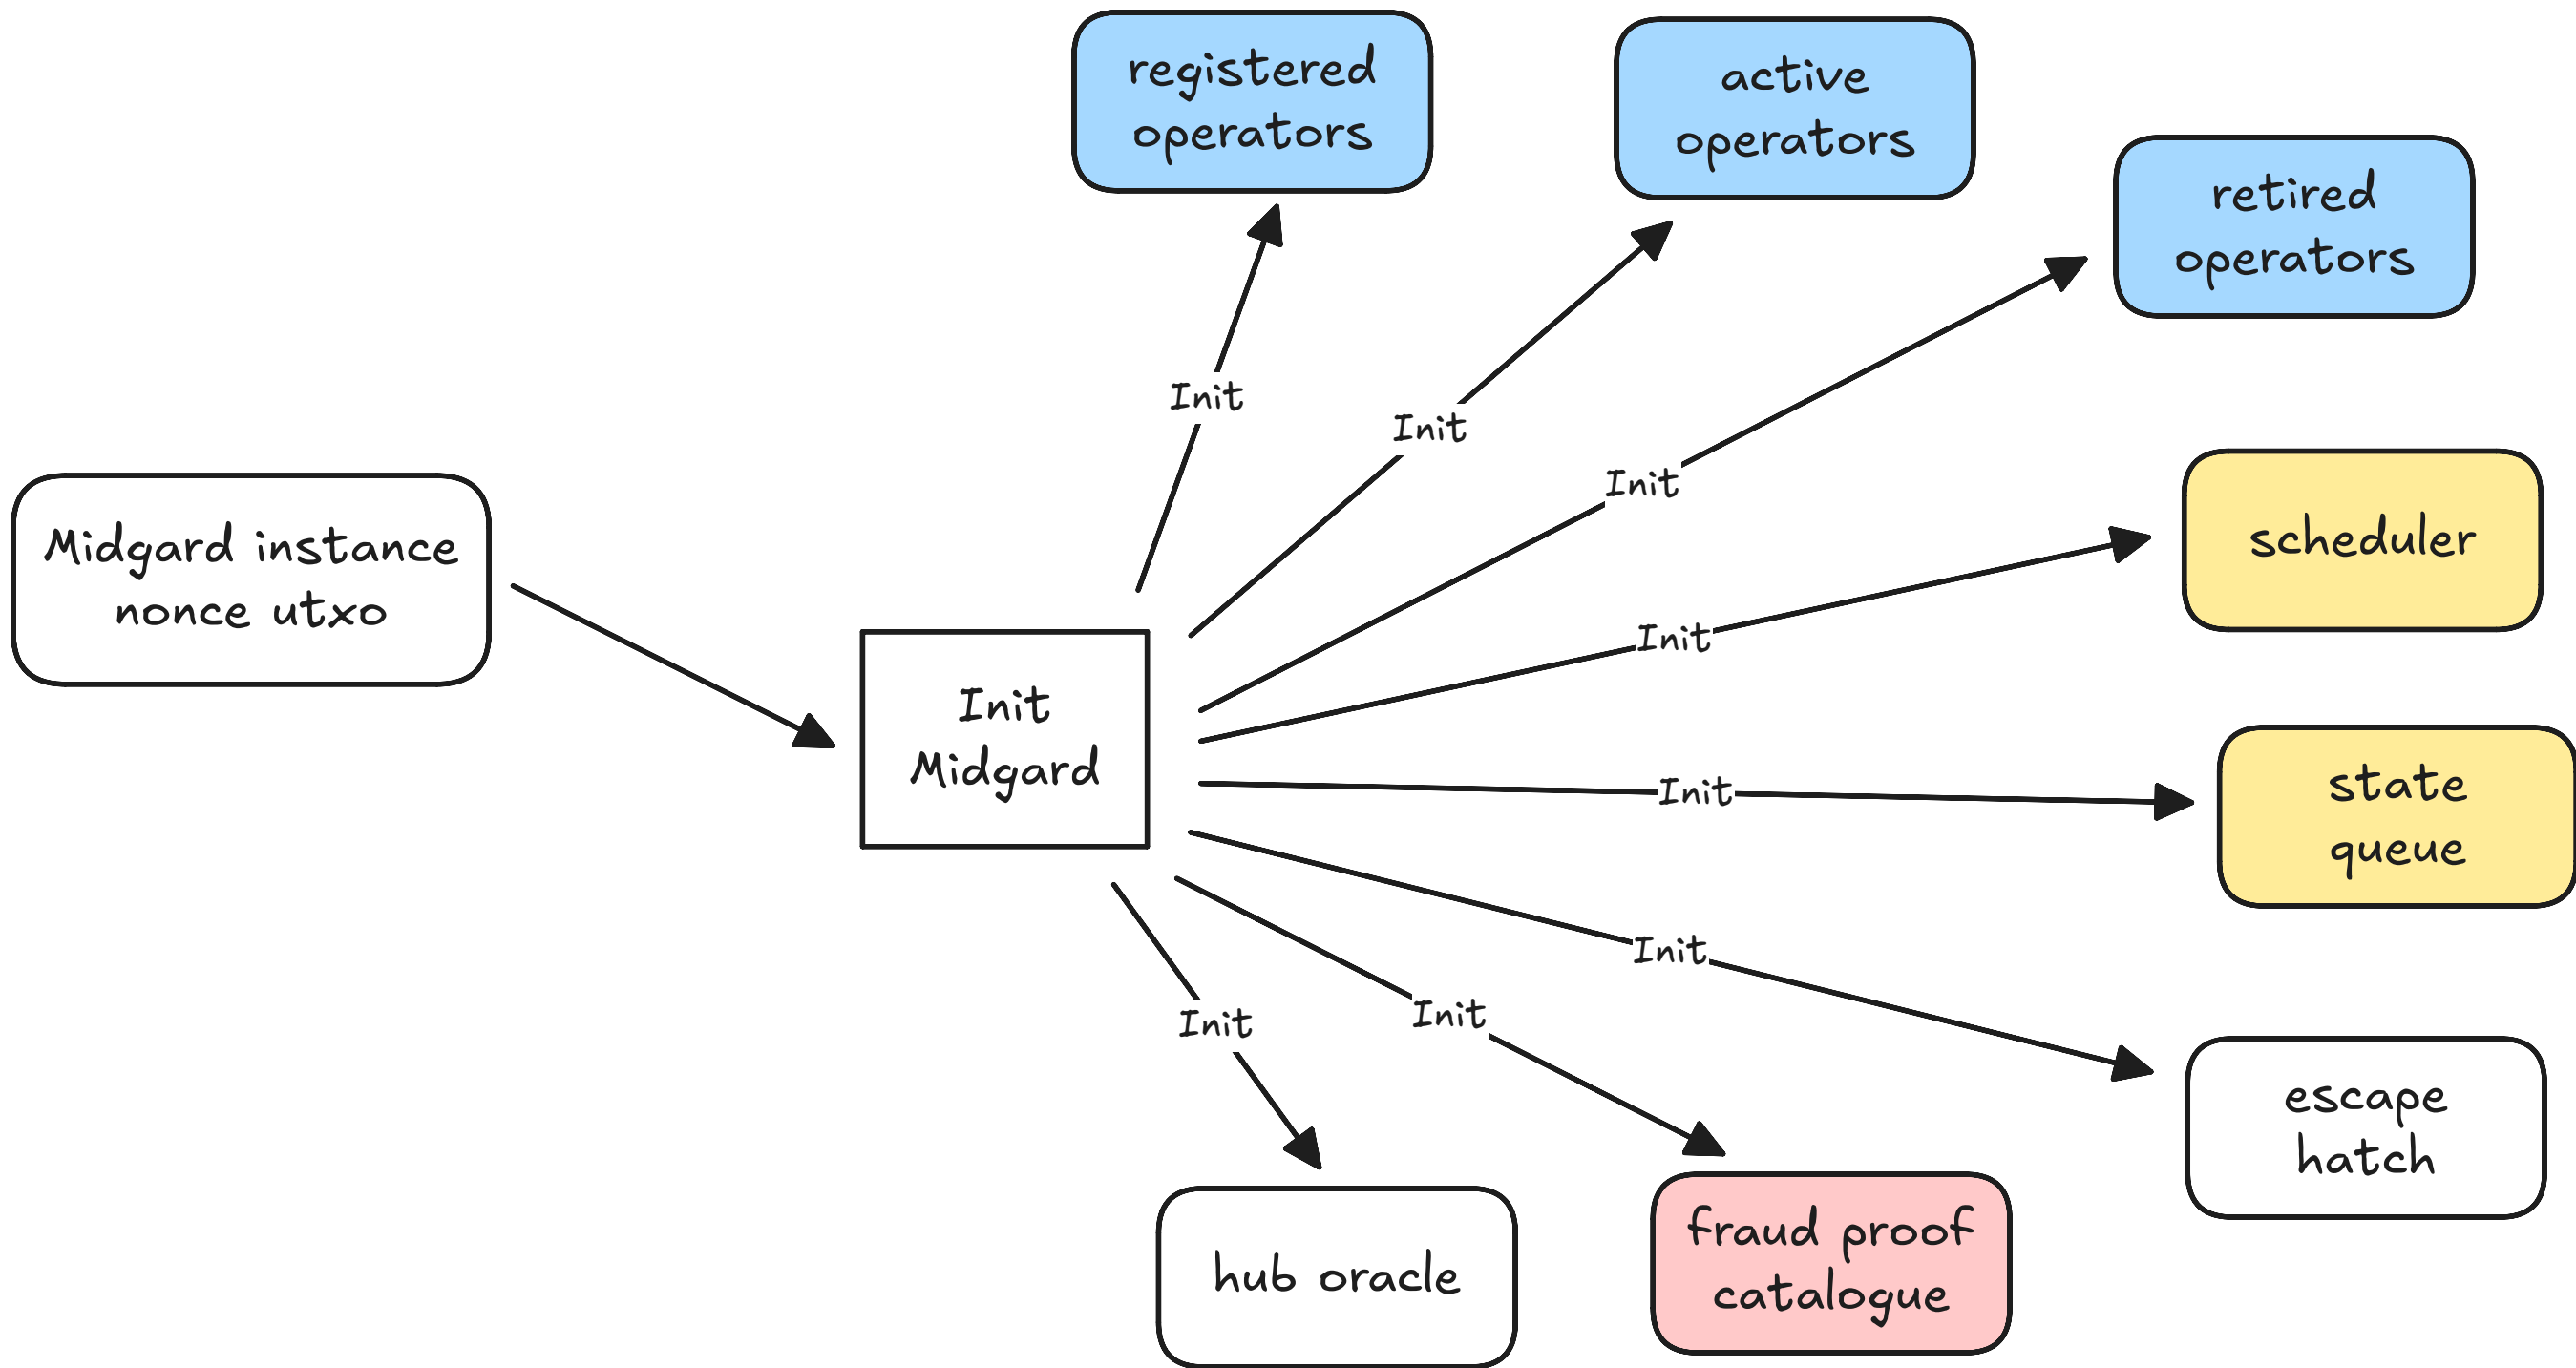 registered
operators
active
operators
retired
operators
Init
Init
Init
Midgard instance
nonce utxo
scheduler
Init
Init
Midgard
Init
state
queue
Init
Init
Init
escape
hatch
hub oracle
fraud proof
catalogue